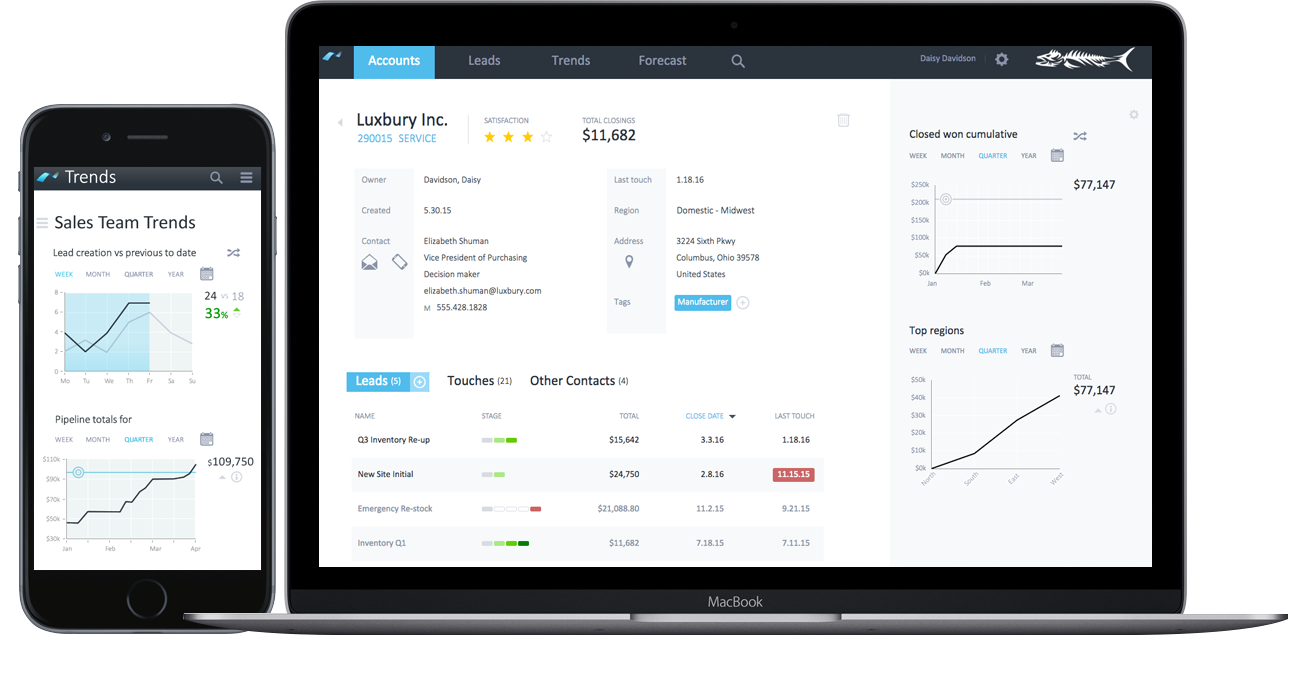 Trends
Sales Team Trends
Lead creation vs previous to date
WEEK MONTH QUARTER YEAR
24 vs 18
33%
8
6
4
2
0
Mo Tu We Th Fr Sa Su
Pipeline totals for
WEEK MONTH QUARTER YEAR
$109,750
$110k
$90k
$70k
$50k
$30k
Jan Feb Mar Apr
Accounts Leads Trends Forecast Daisy Davidson
Luxbury Inc.
290015 SERVICE
SATISFACTION
TOTAL CLOSINGS
$11,682
Owner Davidson, Daisy
Created 5.30.15
Contact Elizabeth Shuman
Vice President of Purchasing
Decision maker
elizabeth.shuman@luxbury.com
M 555.428.1828
Last touch 1.18.16
Region Domestic - Midwest
Address 3224 Sixth Pkwy
Columbus, Ohio 39578
United States
Tags Manufacturer
Leads (5) Touches (21) Other Contacts (4)
NAME STAGE TOTAL CLOSE DATE LAST TOUCH
Q3 Inventory Re-up $15,642 3.3.16 1.18.16
New Site Initial $24,750 2.8.16 11.15.15
Emergency Re-stock $21,088.80 11.2.15 9.21.15
Inventory Q1 $11,682 7.18.15 7.11.15
Closed won cumulative
WEEK MONTH QUARTER YEAR
$77,147
$250k
$200k
$150k
$100k
$50k
$0k
Jan Feb Mar
Top regions
WEEK MONTH QUARTER YEAR
TOTAL
$77,147
$50k
$40k
$30k
$20k
$10k
$0k
North South East West
MacBook